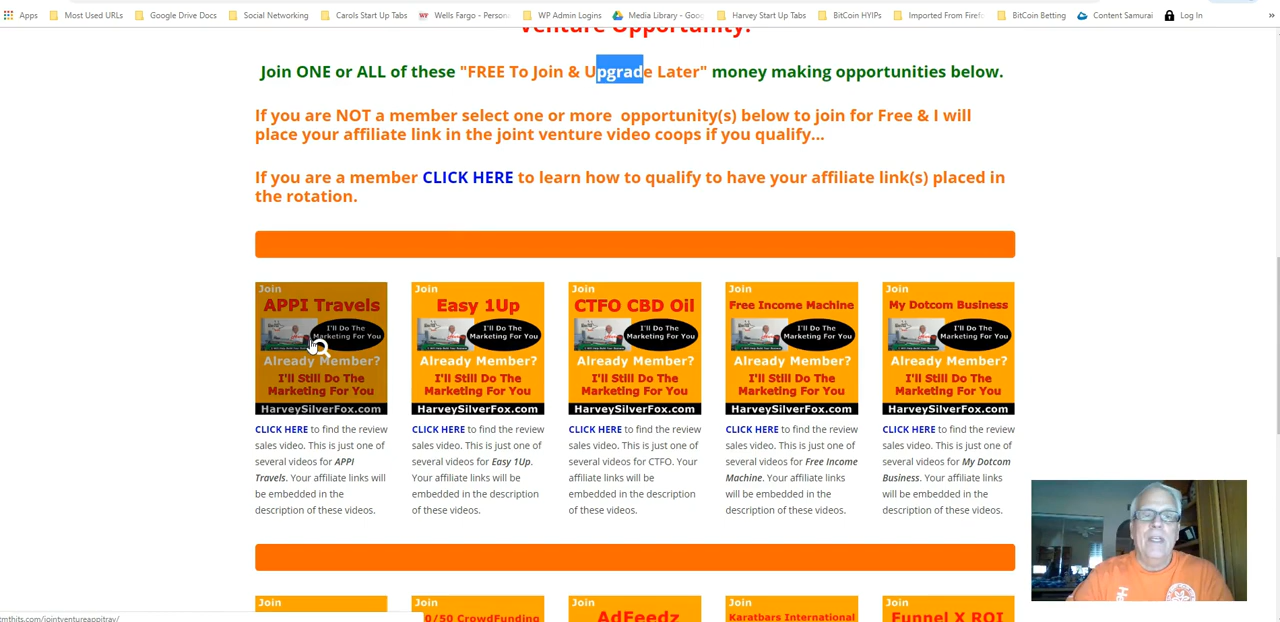 Apps Most Used URLs Google Drive Docs Social Networking Carols Start Up Tabs Wells Fargo - Person WP Admin Logins Media Library - Goog Harvey Start Up Tabs BitCoin HYIPs Imported From Firef BitCoin Betting Content Samurai Log In »
Venture Opportunity!
Join ONE or ALL of these "FREE To Join & Upgrade Later" money making opportunities below.
If you are NOT a member select one or more opportunity(s) below to join for Free & I will
place your affiliate link in the joint venture video coops if you qualify...
If you are a member CLICK HERE to learn how to qualify to have your affiliate link(s) placed in
the rotation.
Join
APPI Travels
I'll Do The
Marketing For You
Already Member?
I'll Still Do The
Marketing For You
HarveySilverFox.com
CLICK HERE to find the review
sales video. This is just one of
several videos for APPI
Travels. Your affiliate links will
be embedded in the
description of these videos.
Join
Easy 1Up
I'll Do The
Marketing For You
Already Member?
I'll Still Do The
Marketing For You
HarveySilverFox.com
CLICK HERE to find the review
sales video. This is just one of
several videos for Easy 1Up.
Your affiliate links will be
embedded in the description
of these videos.
Join
CTFO CBD Oil
I'll Do The
Marketing For You
Already Member?
I'll Still Do The
Marketing For You
HarveySilverFox.com
CLICK HERE to find the review
sales video. This is just one of
several videos for CTFO. Your
affiliate links will be
embedded in the description
of these videos.
Join
Free Income Machine
I'll Do The
Marketing For You
Already Member?
I'll Still Do The
Marketing For You
HarveySilverFox.com
CLICK HERE to find the review
sales video. This is just one of
several videos for Free Income
Machine. Your affiliate links
will be embedded in the
description of these videos.
Join
My Dotcom Business
I'll Do The
Marketing For You
Already Member?
I'll Still Do The
Marketing For You
HarveySilverFox.com
CLICK HERE to find the review
sales video. This is just one of
several videos for My Dotcom
Business. Your affiliate links
will be embedded in the
description of these videos.
Join
Join
0/50 CrowdFunding
Join
AdFeedz
Join
Karatbars International
Join
Funnel X ROI
tmthits.com/jointventureappitrav/